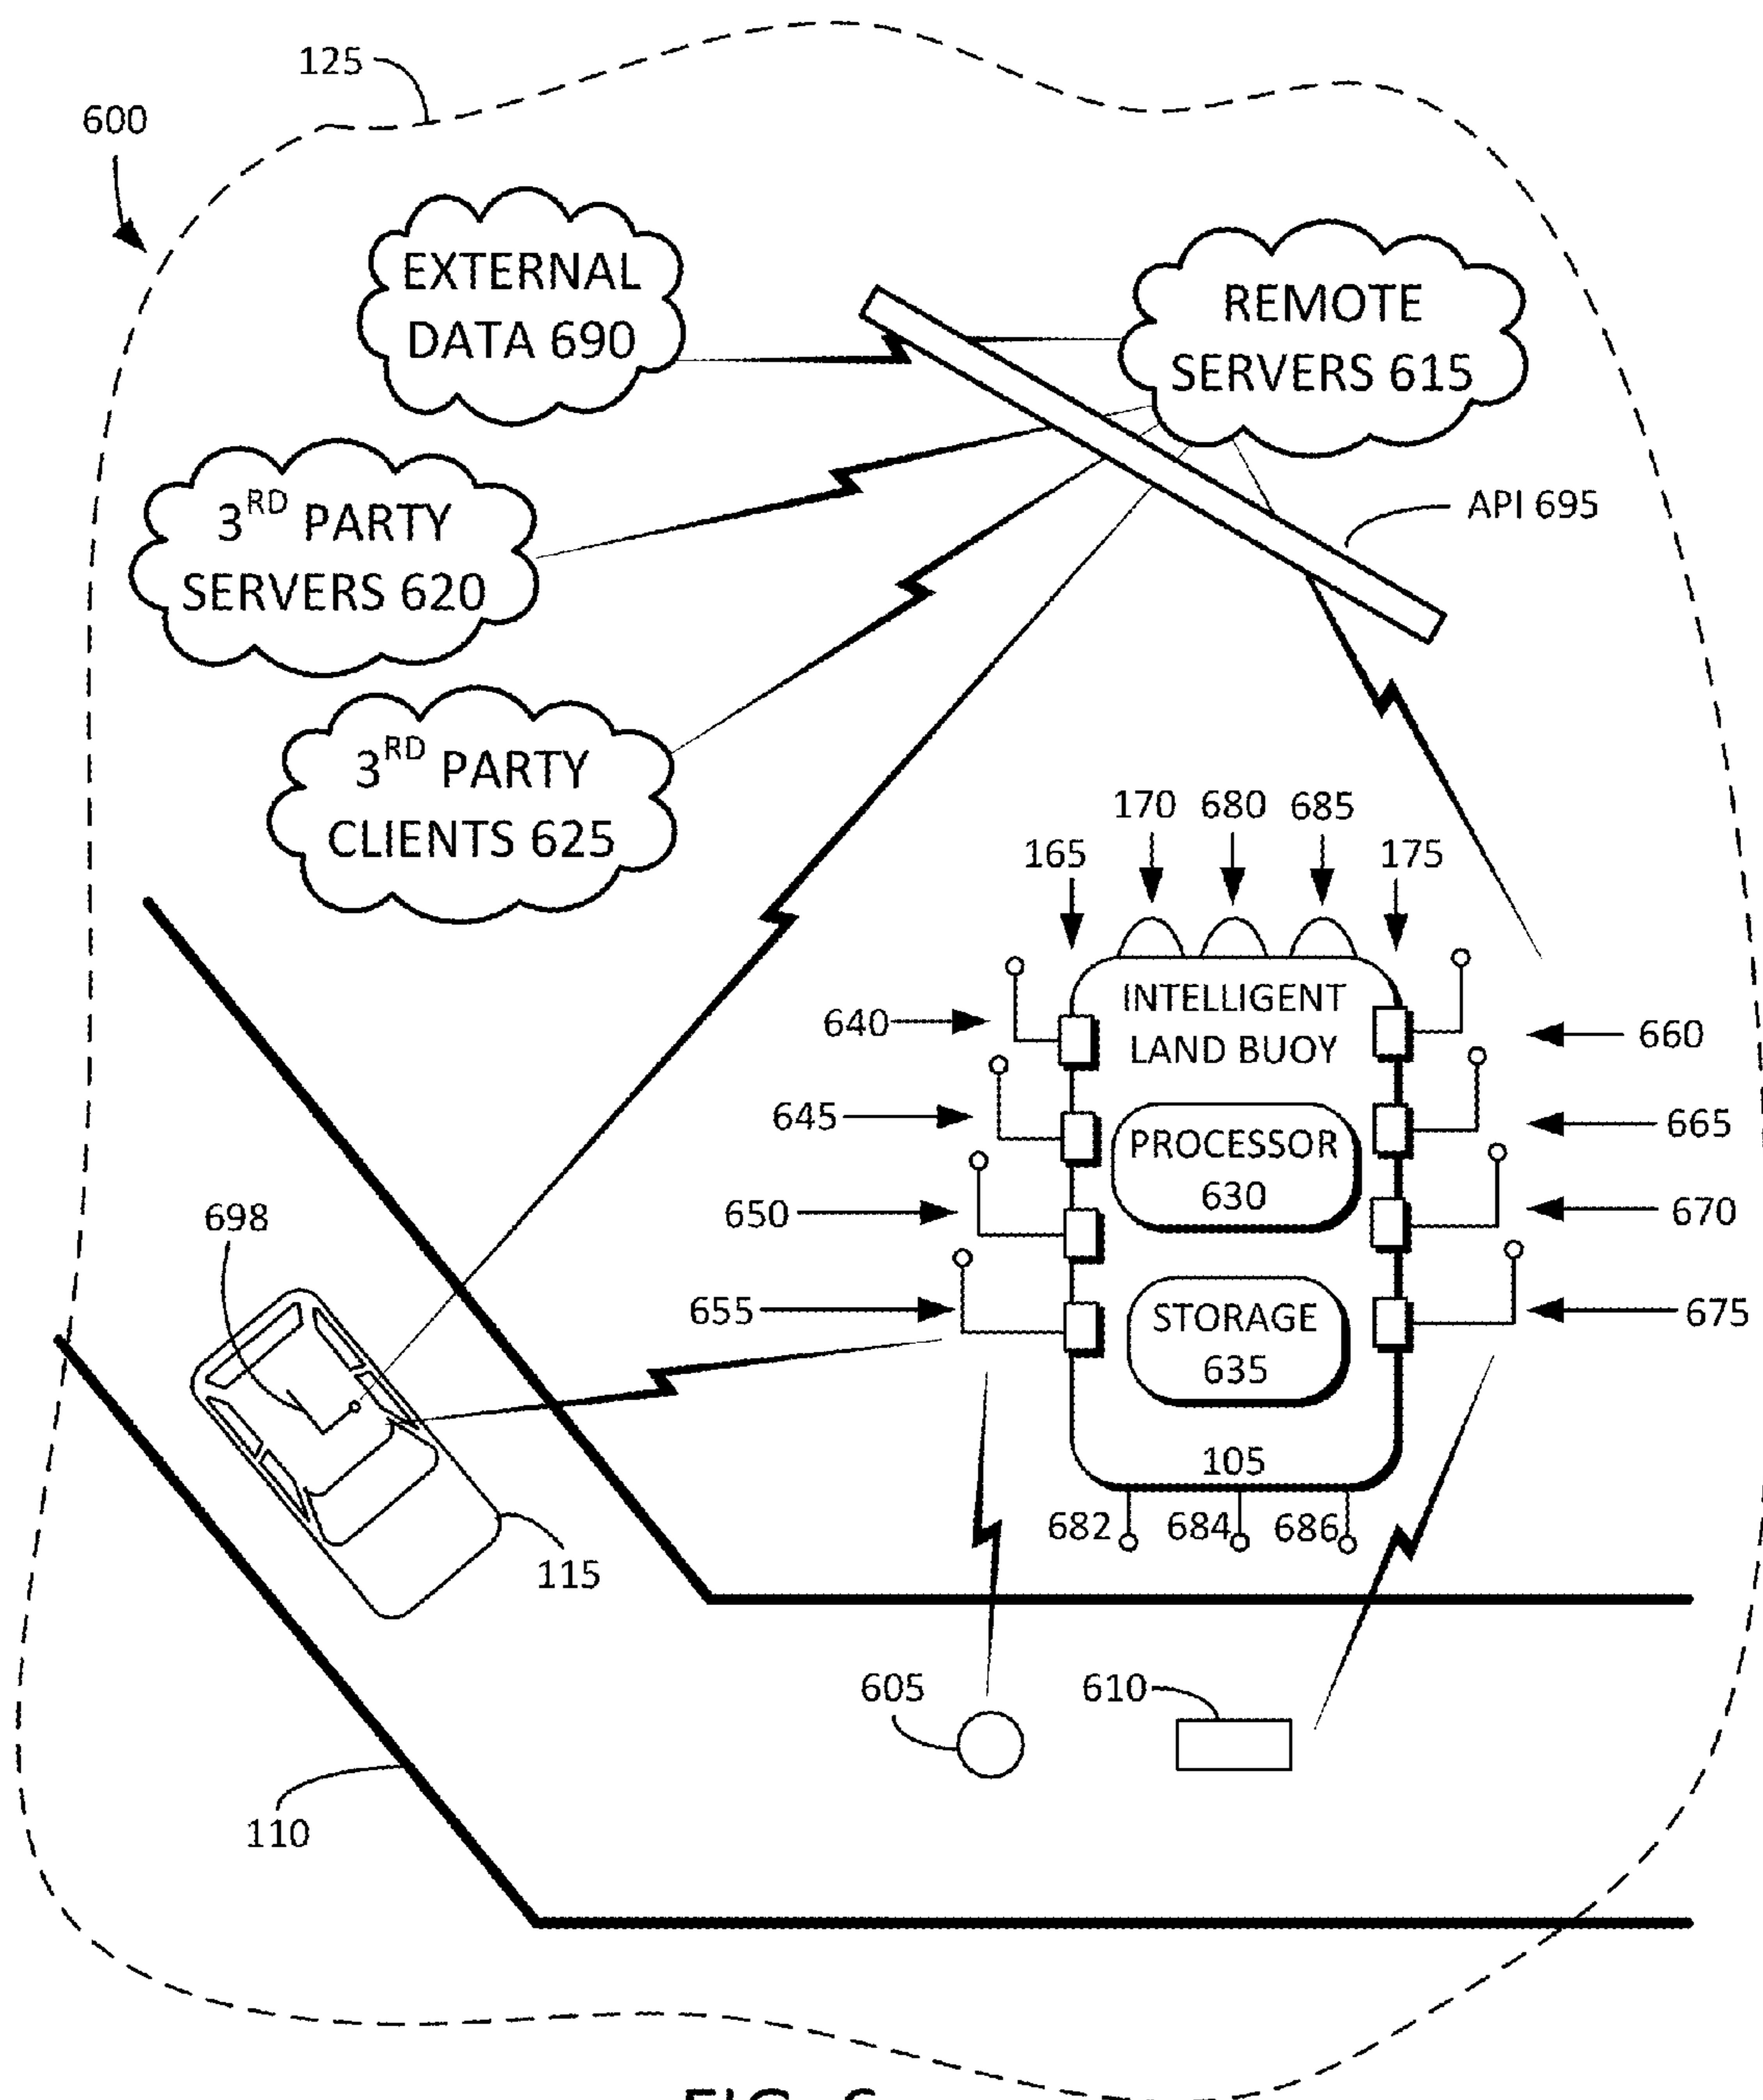 125
600
EXTERNAL
DATA 690
REMOTE
SERVERS 615
3RD PARTY
SERVERS 620
API 695
3RD PARTY
CLIENTS 625
170 680 685
165 175
INTELLIGENT
LAND BUOY
640 660
645 665
PROCESSOR
630
650 670
698
655 675
STORAGE
635
105
682 684 686
115
605 610
110
FIG. 6